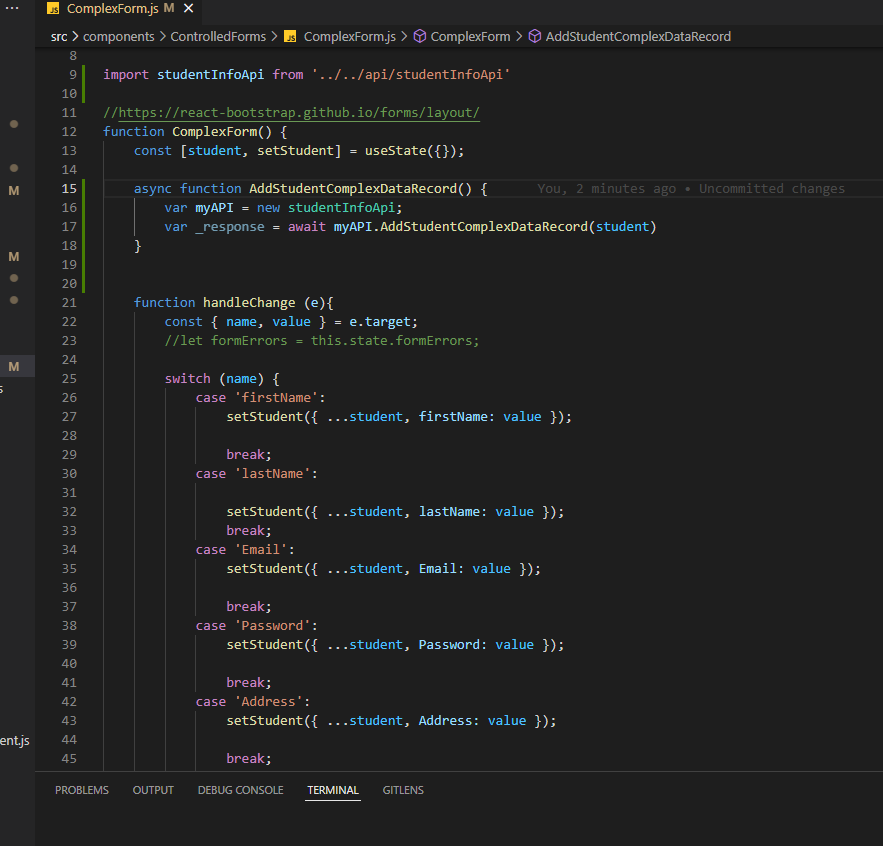 ... JS ComplexForm.js M ×
src > components > ControlledForms > JS ComplexForm.js > ComplexForm > AddStudentComplexDataRecord
8
9 import studentInfoApi from '../../api/studentInfoApi'
10
11 //https://react-bootstrap.github.io/forms/layout/
12 function ComplexForm() {
13 const [student, setStudent] = useState({});
14
15 async function AddStudentComplexDataRecord() { You, 2 minutes ago • Uncommitted changes
16 var myAPI = new studentInfoApi;
17 var _response = await myAPI.AddStudentComplexDataRecord(student)
18 }
19
20
21 function handleChange (e){
22 const { name, value } = e.target;
23 //let formErrors = this.state.formErrors;
24
25 switch (name) {
26 case 'firstName':
27 setStudent({ ...student, firstName: value });
28
29 break;
30 case 'lastName':
31
32 setStudent({ ...student, lastName: value });
33 break;
34 case 'Email':
35 setStudent({ ...student, Email: value });
36
37 break;
38 case 'Password':
39 setStudent({ ...student, Password: value });
40
41 break;
42 case 'Address':
43 setStudent({ ...student, Address: value });
44
45 break;
M
M
M
s
ent.js
PROBLEMS OUTPUT DEBUG CONSOLE TERMINAL GITLENS